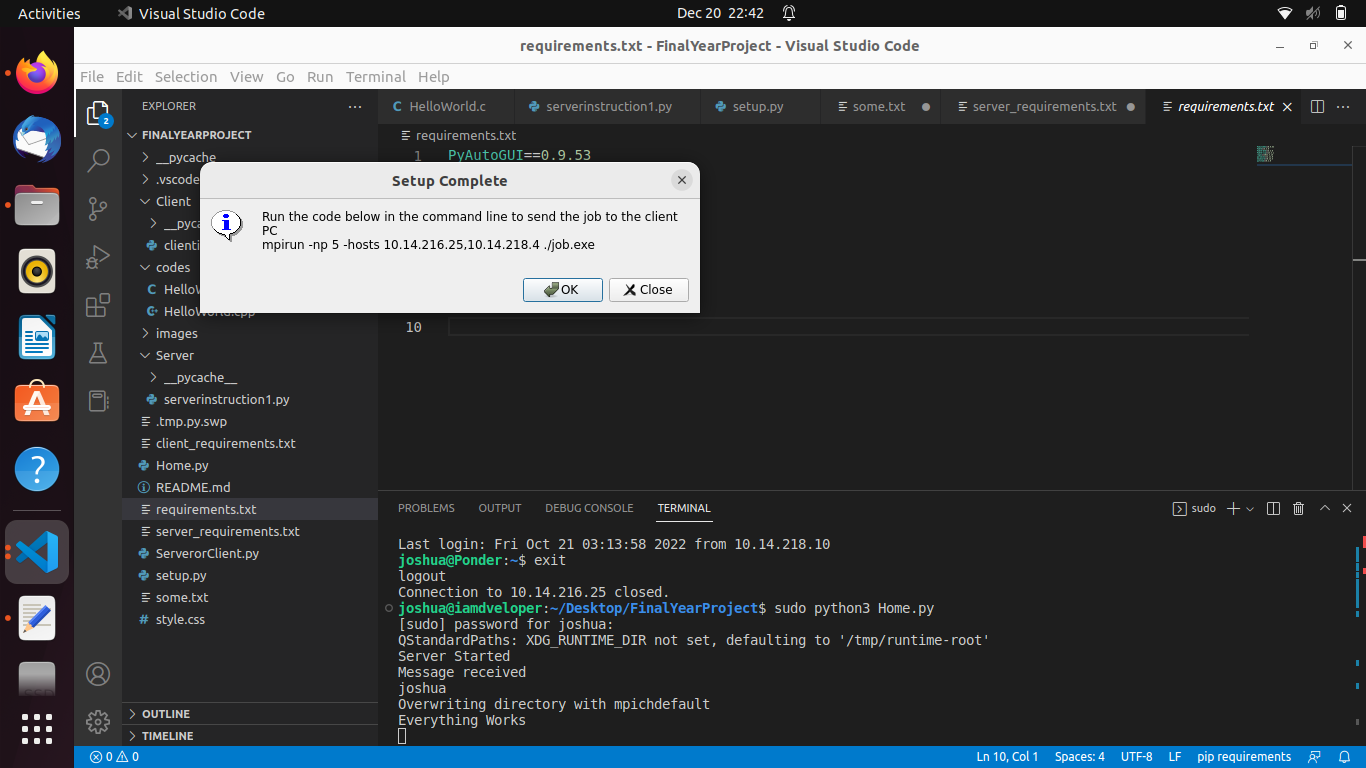 Activities
Visual Studio Code
Dec 20 22:42
requirements.txt - FinalYearProject - Visual Studio Code
File Edit Selection View Go Run Terminal Help
EXPLORER
2
FINALYEARPROJECT
__pycache__
.vscode
Client
codes
HelloWorld.cpp
images
Server
__pycache__
serverinstruction1.py
.tmp.py.swp
client_requirements.txt
Home.py
README.md
requirements.txt
server_requirements.txt
ServerorClient.py
setup.py
some.txt
style.css
OUTLINE
TIMELINE
HelloWorld.c
serverinstruction1.py
setup.py
some.txt
server_requirements.txt
requirements.txt
requirements.txt
1 PyAutoGUI==0.9.53
10
Setup Complete
Run the code below in the command line to send the job to the client
PC
mpirun -np 5 -hosts 10.14.216.25,10.14.218.4 ./job.exe
OK
Close
PROBLEMS OUTPUT DEBUG CONSOLE TERMINAL
sudo
Last login: Fri Oct 21 03:13:58 2022 from 10.14.218.10
joshua@Ponder:~$ exit
logout
Connection to 10.14.216.25 closed.
joshua@iamdveloper:~/Desktop/FinalYearProject$ sudo python3 Home.py
[sudo] password for joshua:
QStandardPaths: XDG_RUNTIME_DIR not set, defaulting to '/tmp/runtime-root'
Server Started
Message received
joshua
Overwriting directory with mpichdefault
Everything Works
0 0
Ln 10, Col 1 Spaces: 4 UTF-8 LF pip requirements